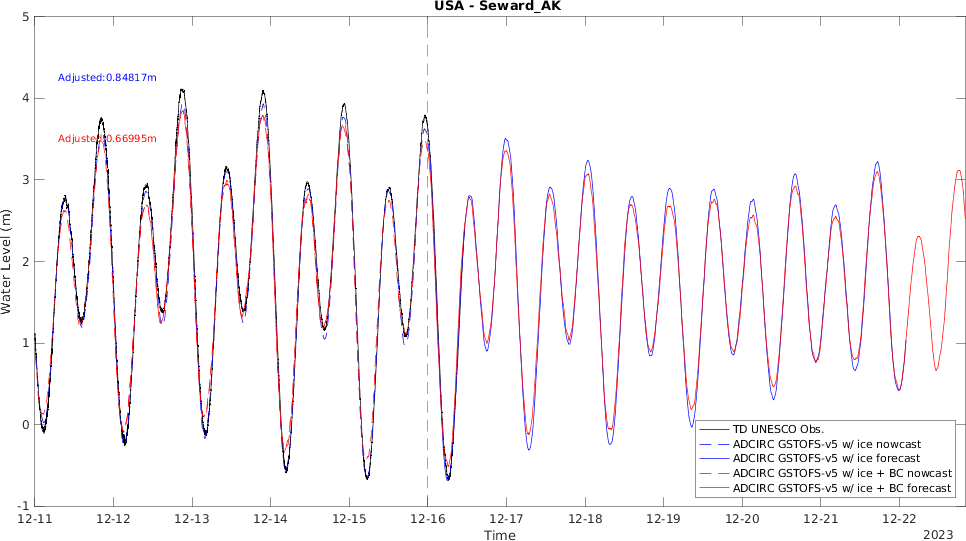 USA - Seward_AK
5
4
3
2
1
0
-1
Water Level (m)
Adjusted:0.84817m
Adjusted:0.66995m
TD UNESCO Obs.
ADCIRC GSTOFS-v5 w/ ice nowcast
ADCIRC GSTOFS-v5 w/ ice forecast
ADCIRC GSTOFS-v5 w/ ice + BC nowcast
ADCIRC GSTOFS-v5 w/ ice + BC forecast
12-11 12-12 12-13 12-14 12-15 12-16 12-17 12-18 12-19 12-20 12-21 12-22
Time
2023